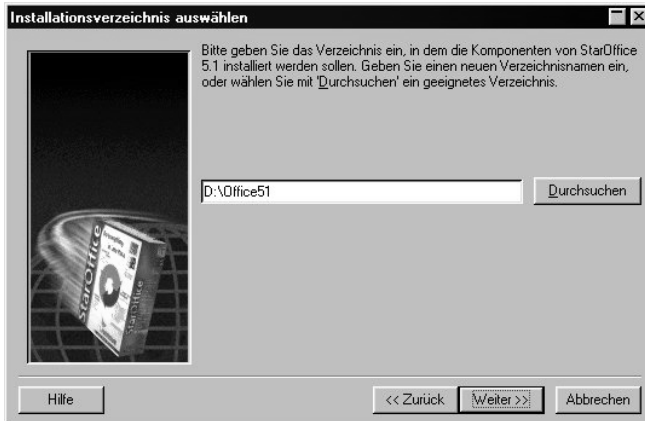 Installationsverzeichnis auswählen
Bitte geben Sie das Verzeichnis ein, in dem die Komponenten von StarOffice
5.1 installiert werden sollen. Geben Sie einen neuen Verzeichnisnamen ein,
oder wählen Sie mit 'Durchsuchen' ein geeignetes Verzeichnis.
D:\Office51
Durchsuchen
StarOffice
StarOffice
Hilfe
<< Zurück
Weiter >>
Abbrechen